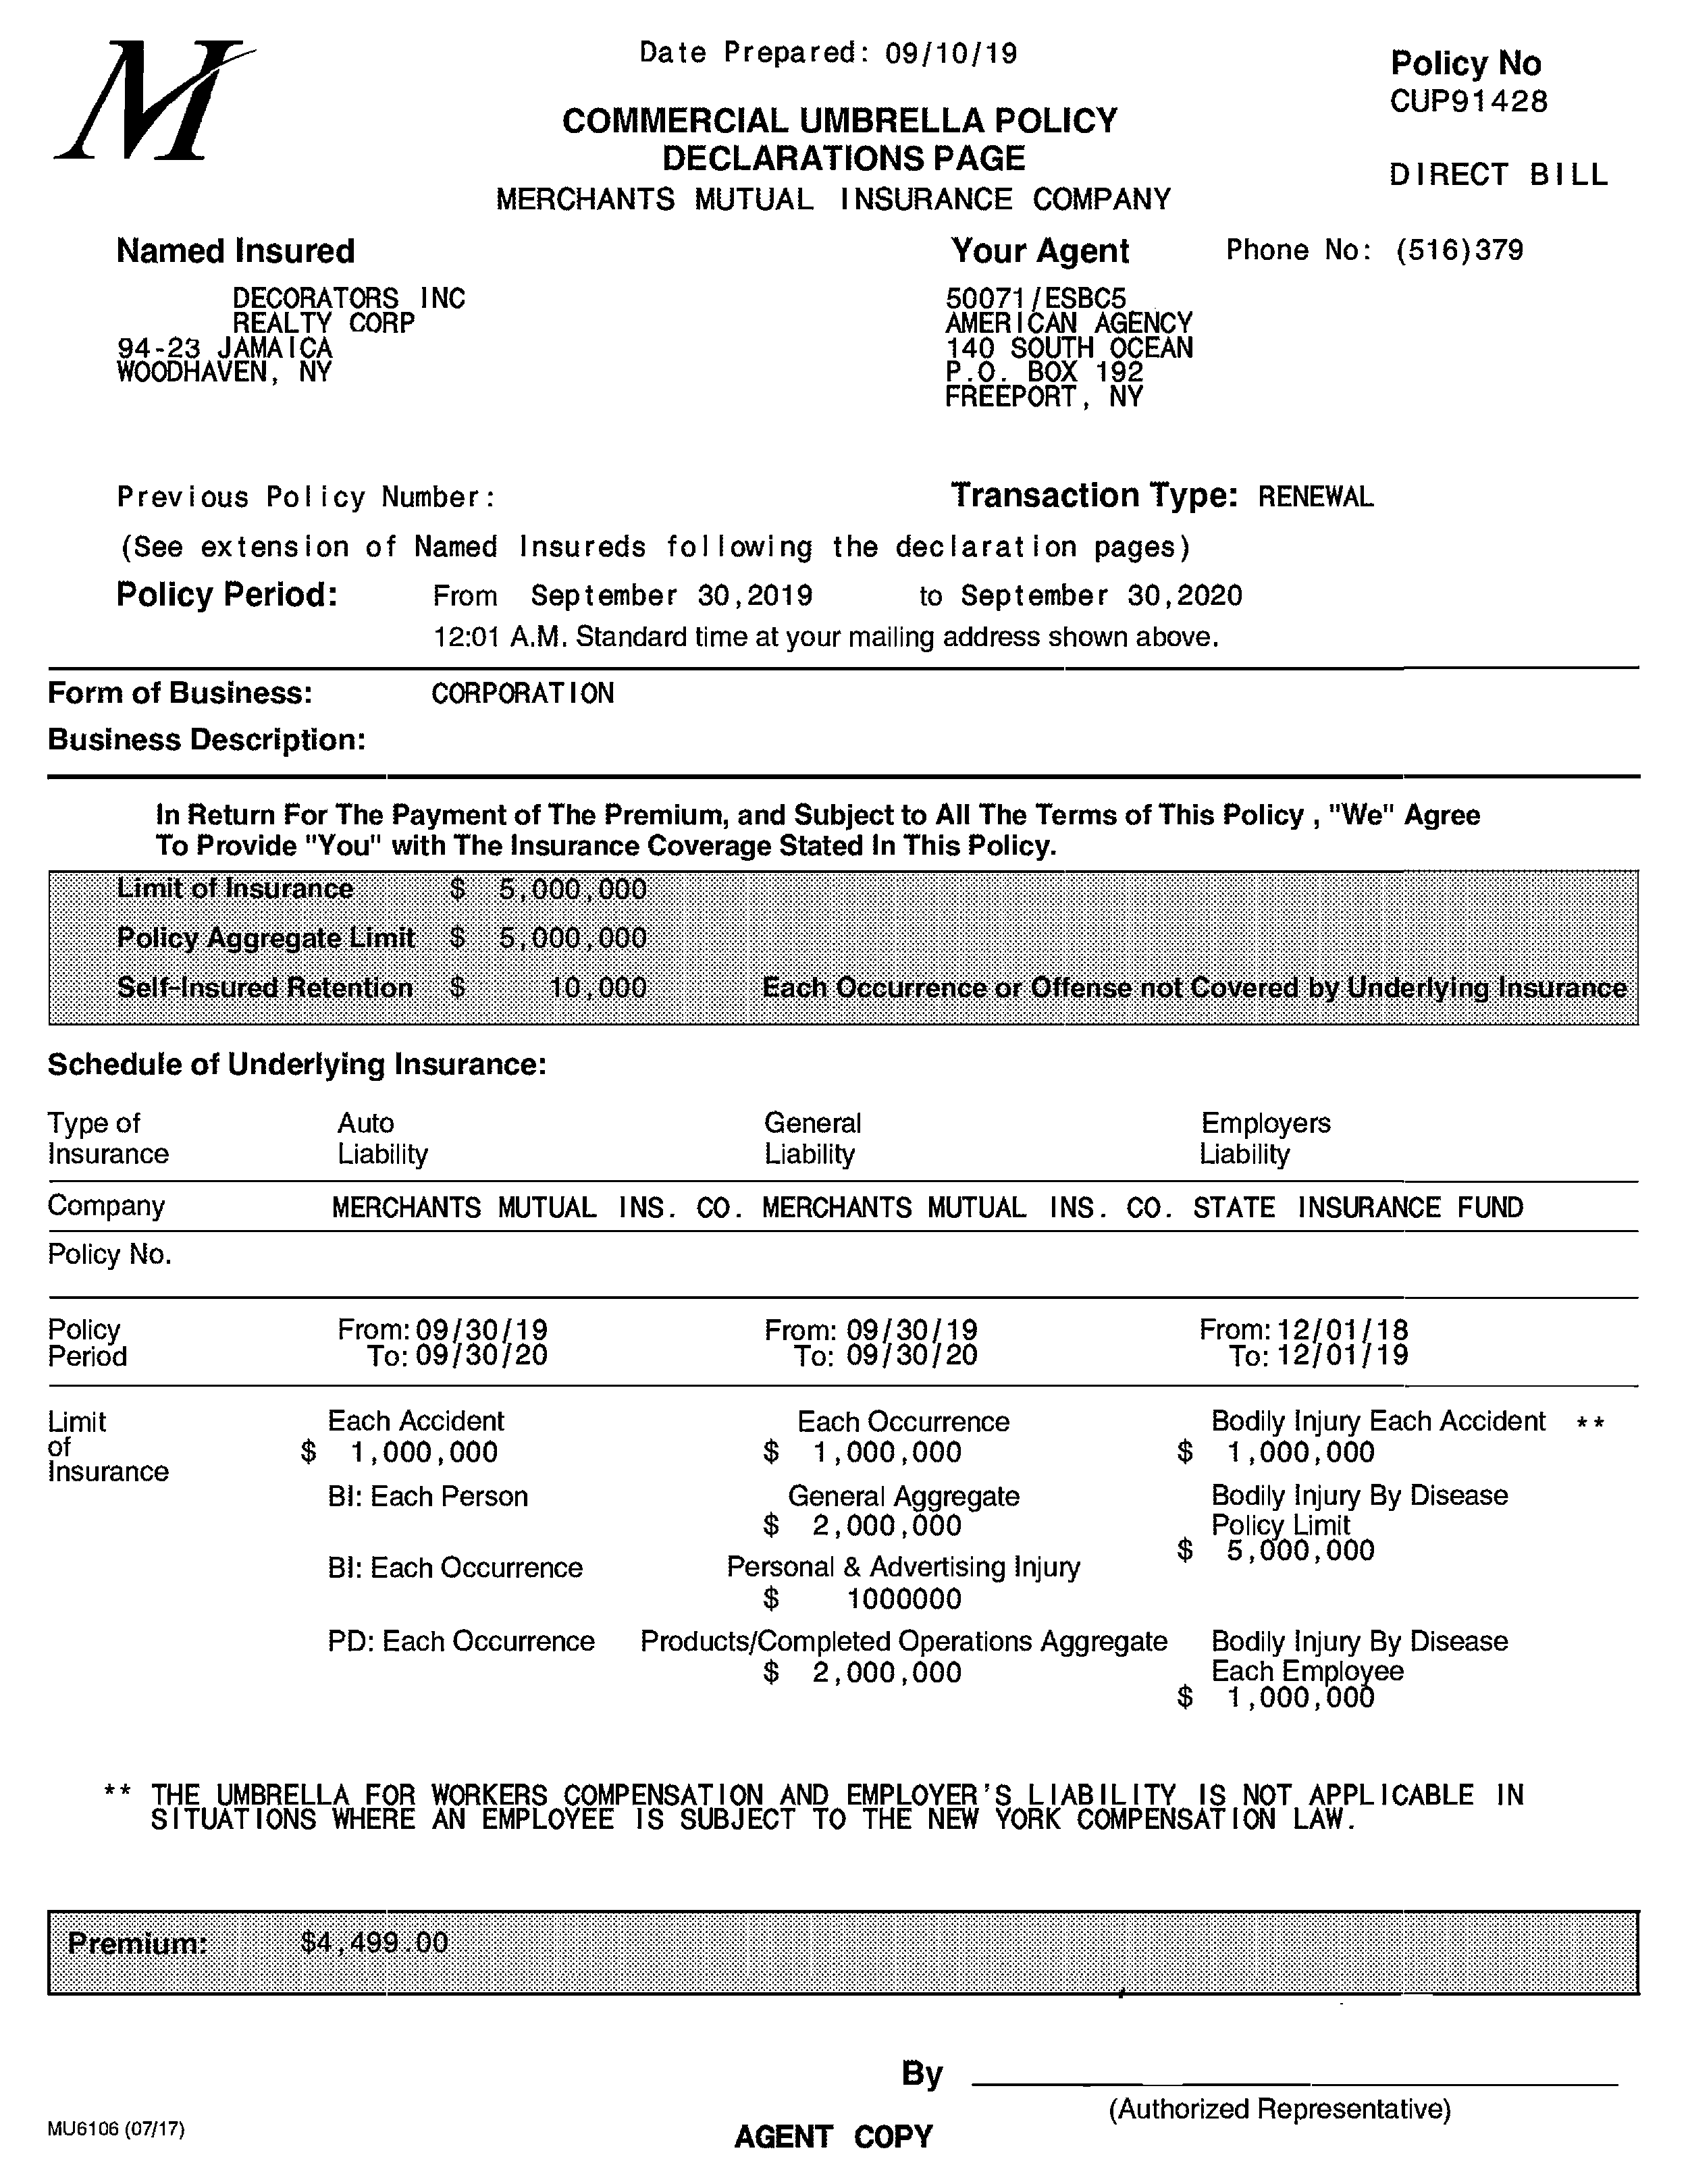 M
Date Prepared: 09/10/19
Policy No
CUP91428
COMMERCIAL UMBRELLA POLICY
DECLARATIONS PAGE
DIRECT BILL
MERCHANTS MUTUAL INSURANCE COMPANY
Named Insured
DECORATORS INC
REALTY CORP
94-23 JAMAICA
WOODHAVEN, NY
Your Agent Phone No: (516)379
50071/ESBC5
AMERICAN AGENCY
140 SOUTH OCEAN
P.O. BOX 192
FREEPORT, NY
Previous Policy Number:
Transaction Type: RENEWAL
(See extension of Named Insureds following the declaration pages)
Policy Period: From September 30,2019 to September 30,2020
12:01 A.M. Standard time at your mailing address shown above.
Form of Business: CORPORATION
Business Description:
In Return For The Payment of The Premium, and Subject to All The Terms of This Policy , "We" Agree
To Provide "You" with The Insurance Coverage Stated In This Policy.
Limit of Insurance $ 5,000,000
Policy Aggregate Limit $ 5,000,000
Self-Insured Retention $ 10,000 Each Occurrence or Offense not Covered by Underlying Insurance
Schedule of Underlying Insurance:
Type of Auto General Employers
Insurance Liability Liability Liability
Company MERCHANTS MUTUAL INS. CO. MERCHANTS MUTUAL INS. CO. STATE INSURANCE FUND
Policy No.
Policy From: 09/30/19 From: 09/30/19 From: 12/01/18
Period To: 09/30/20 To: 09/30/20 To: 12/01/19
Limit Each Accident Each Occurrence Bodily Injury Each Accident **
of $ 1,000,000 $ 1,000,000 $ 1,000,000
Insurance
BI: Each Person General Aggregate Bodily Injury By Disease
$ 2,000,000 Policy Limit
$ 5,000,000
BI: Each Occurrence Personal & Advertising Injury
$ 1000000
PD: Each Occurrence Products/Completed Operations Aggregate Bodily Injury By Disease
$ 2,000,000 Each Employee
$ 1,000,000
** THE UMBRELLA FOR WORKERS COMPENSATION AND EMPLOYER'S LIABILITY IS NOT APPLICABLE IN
SITUATIONS WHERE AN EMPLOYEE IS SUBJECT TO THE NEW YORK COMPENSATION LAW.
Premium: $4,499.00
By
(Authorized Representative)
MU6106 (07/17)
AGENT COPY